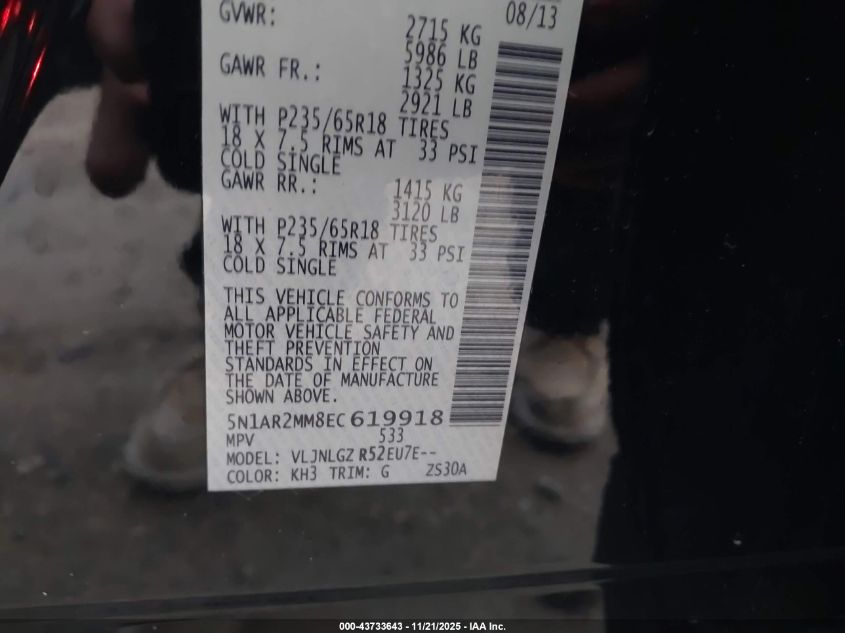 GVWR: 08/13
2715 KG
5986 LB
GAWR FR.: 1325 KG
2921 LB
WITH P235/65R18 TIRES
18 X 7.5 RIMS AT 33 PSI
COLD SINGLE
GAWR RR.: 1415 KG
3120 LB
WITH P235/65R18 TIRES
18 X 7.5 RIMS AT 33 PSI
COLD SINGLE
THIS VEHICLE CONFORMS TO
ALL APPLICABLE FEDERAL
MOTOR VEHICLE SAFETY AND
THEFT PREVENTION
STANDARDS IN EFFECT ON
THE DATE OF MANUFACTURE
SHOWN ABOVE.
5N1AR2MM8EC619918
MPV 533
MODEL: VLJNLGZ R52EU7E--
COLOR: KH3 TRIM: G ZS30A
000-43733643 - 11/21/2025 - IAA Inc.